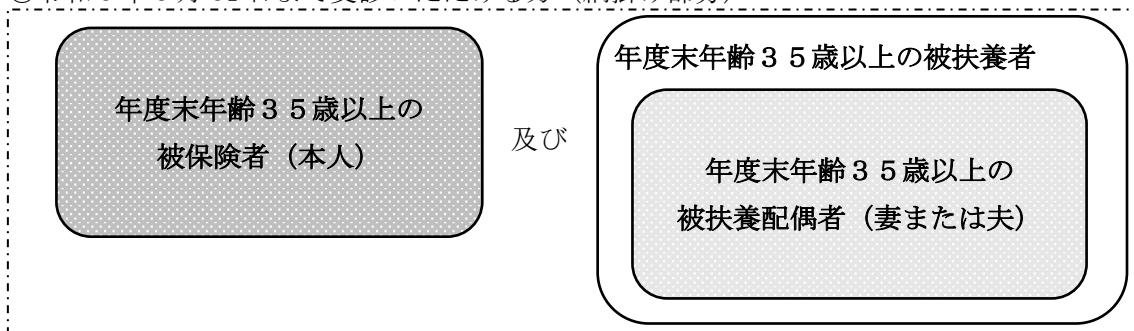 年度末年齢３５歳以上の
被保険者（本人）
及び
年度末年齢３５歳以上の被扶養者
年度末年齢３５歳以上の
被扶養配偶者（妻または夫）